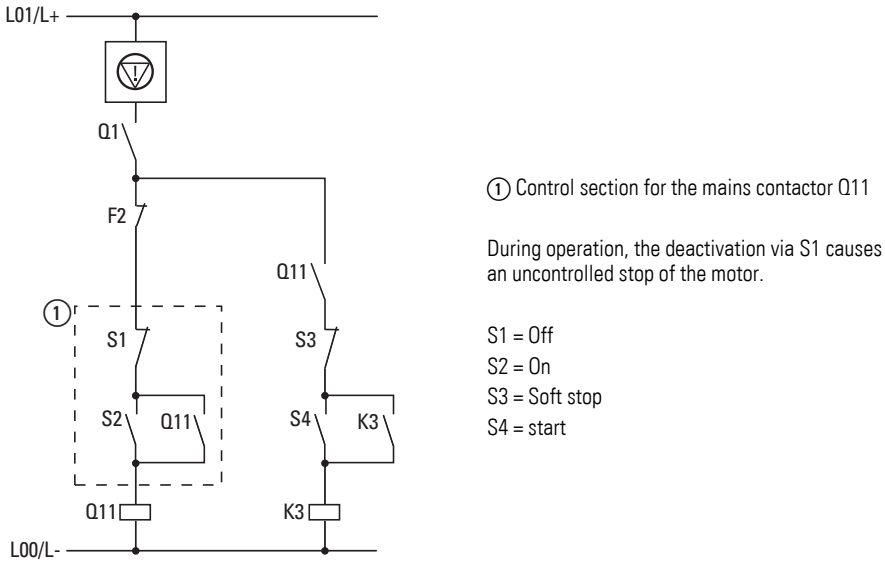 L01/L+
Q1
F2
Q11
① 
S1
S3
S2
Q11
S4
K3
Q11
K3
L00/L-
① Control section for the mains contactor Q11
During operation, the deactivation via S1 causes
an uncontrolled stop of the motor.
S1 = Off
S2 = On
S3 = Soft stop
S4 = start